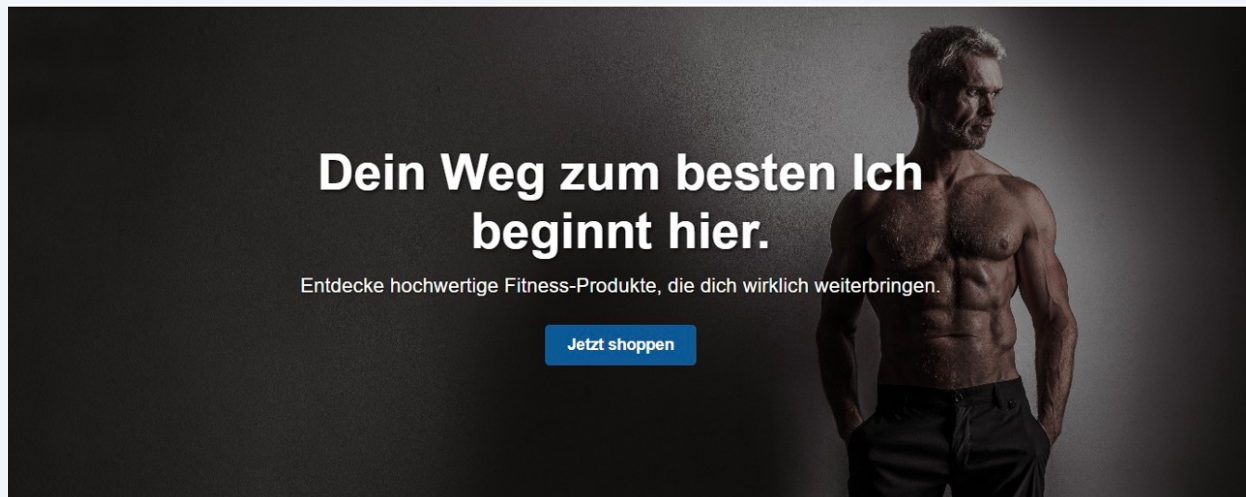 Dein Weg zum besten Ich
beginnt hier.
Entdecke hochwertige Fitness-Produkte, die dich wirklich weiterbringen.
Jetzt shoppen